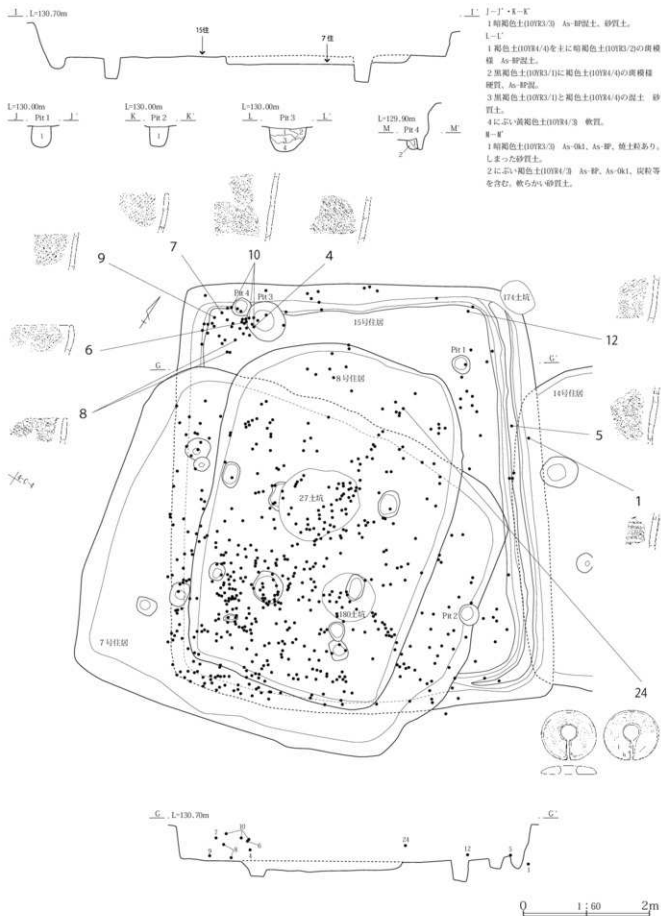 I L=130.70m I'
15住
7住
J-J'・K-K'
1 暗褐色土(10YR3/3) As-BP混土、砂質土。
L-L'
1 褐色土(10YR4/4)を主に暗褐色土(10YR3/2)の斑模
様 As-BP混土。
2 黒褐色土(10YR3/1)に褐色土(10YR4/4)の斑模様
硬質、As-BP混。
3 黒褐色土(10YR3/1)と褐色土(10YR4/4)の混土 砂
質土。
4 にぶい黄褐色土(10YR4/3) 軟質。
M-M'
1 暗褐色土(10YR3/3) As-Ok1、As-BP、焼土粒あり。
しまった砂質土。
2 にぶい褐色土(10YR4/3) As-BP、As-Ok1、炭粒等
を含む。軟らかい砂質土。
L=130.00m L=130.00m L=130.00m L=129.90m
J Pit 1 J' K Pit 2 K' L Pit 3 L' M Pit 4 M'
1 1 3 4 2
7 10 4
9
Pit 4 Pit 3
174土坑
15号住居
12
6
Pit 1
G G'
8号住居
14号住居
8
5
27土坑
1
180土坑
Pit 2
7号住居
24
G L=130.70m G'
10
2
6
24
9 8 4 12 5
1
0 1:60 2m